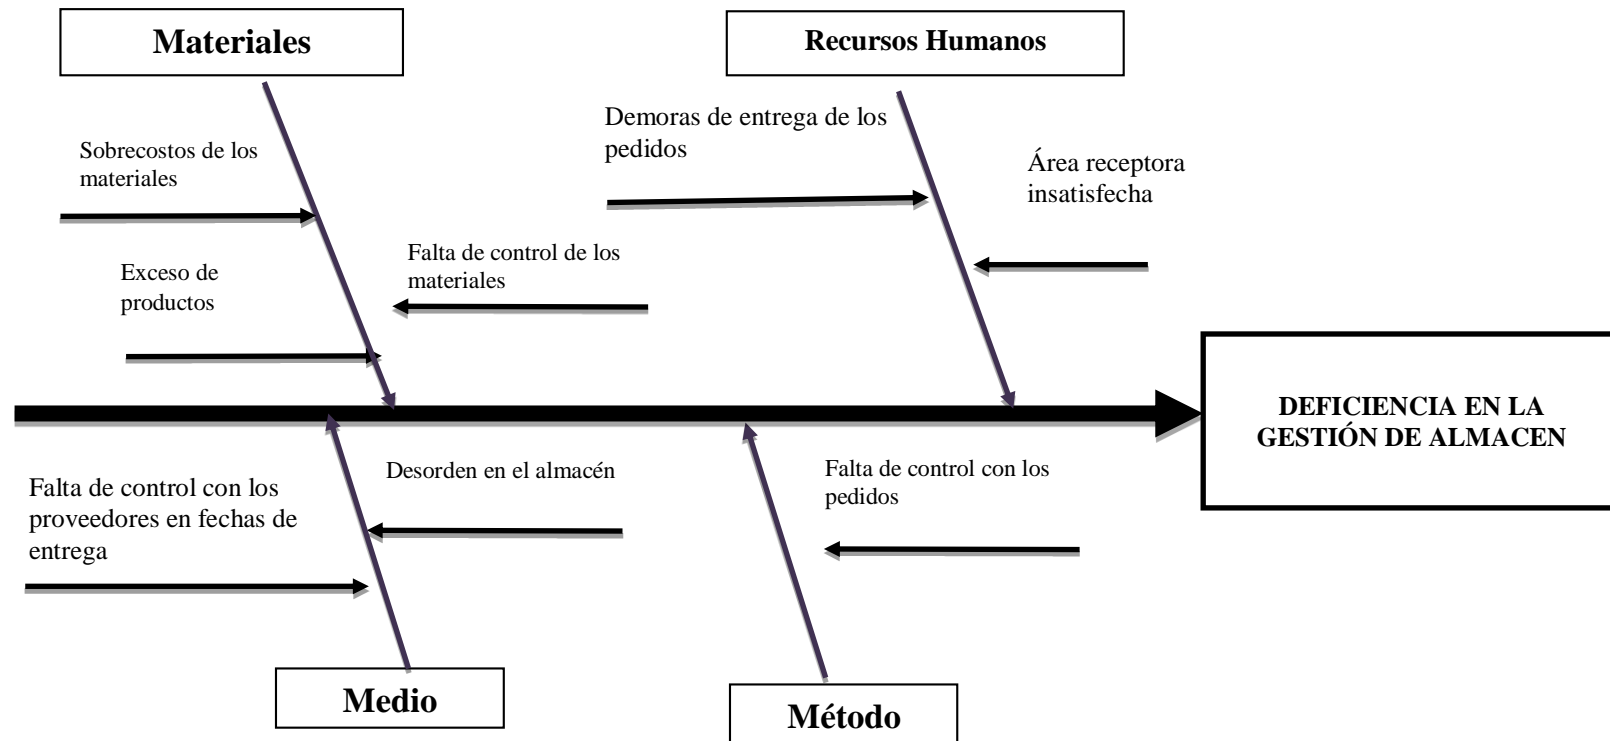 Materiales
Recursos Humanos
Demoras de entrega de los
pedidos
Sobrecostos de los
materiales
Área receptora
insatisfecha
Falta de control de los
materiales
Exceso de
productos
DEFICIENCIA EN LA
GESTIÓN DE ALMACEN
Desorden en el almacén
Falta de control con los
pedidos
Falta de control con los
proveedores en fechas de
entrega
Medio
Método